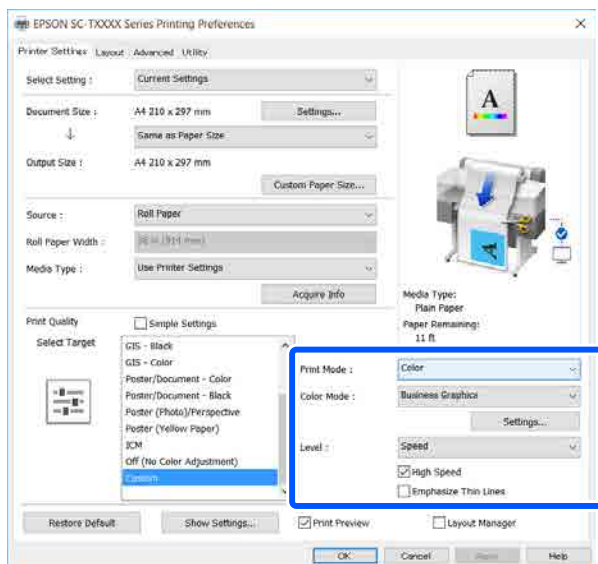 EPSON SC-TXXXX Series Printing Preferences
Printer Settings Layout Advanced Utility
Select Setting : Current Settings
Document Size : A4 210 x 297 mm Settings...
Same as Paper Size
Output Size : A4 210 x 297 mm
Custom Paper Size...
Source : Roll Paper
Roll Paper Width : 36 in (914 mm)
Media Type : Use Printer Settings
Acquire Info
A
Media Type:
Plain Paper
Paper Remaining:
11 ft
Print Quality Simple Settings
Select Target
GIS - Black
GIS - Color
Poster/Document - Color
Poster/Document - Black
Poster (Photo)/Perspective
Poster (Yellow Paper)
ICM
Off (No Color Adjustment)
Custom
Print Mode : Color
Color Mode : Business Graphics
Settings...
Level : Speed
High Speed
Emphasize Thin Lines
Restore Default Show Settings... Print Preview Layout Manager
OK Cancel Apply Help